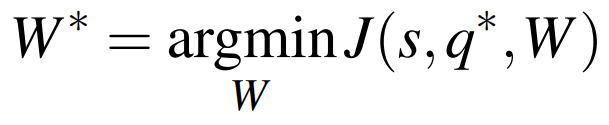 W* = argmin J(s, q*, W)
W